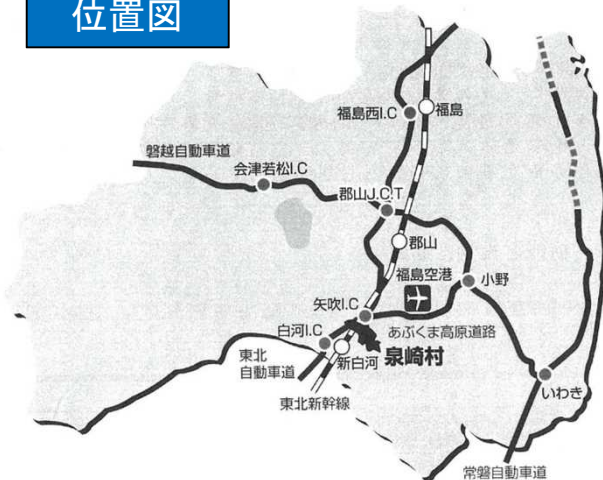 位置図
福島西I.C
福島
磐越自動車道
会津若松I.C
郡山J.C.T
郡山
福島空港
小野
矢吹I.C
あぶくま高原道路
白河I.C
新白河
泉崎村
東北
自動車道
東北新幹線
いわき
常磐自動車道